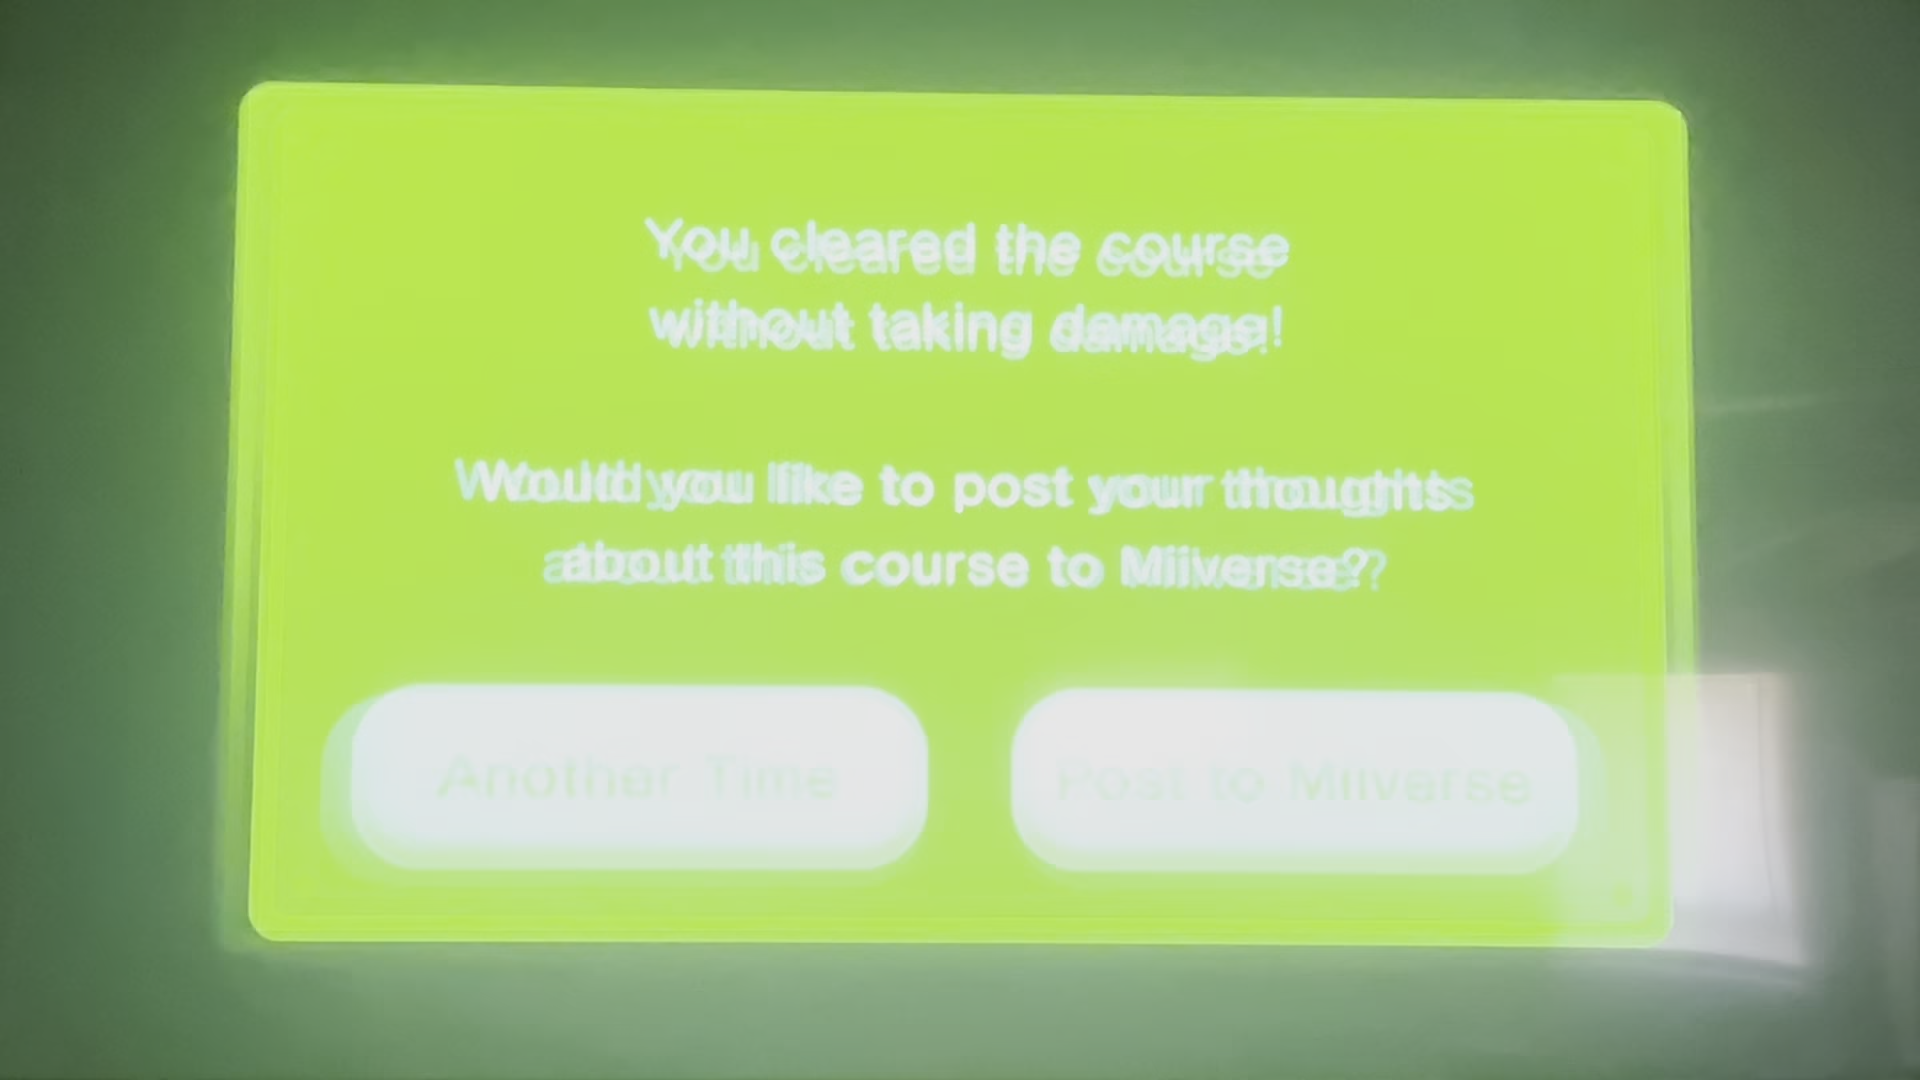 You cleared the course
without taking damage!
Would you like to post your thoughts
about this course to Miiverse?
Another Time
Post to Miiverse